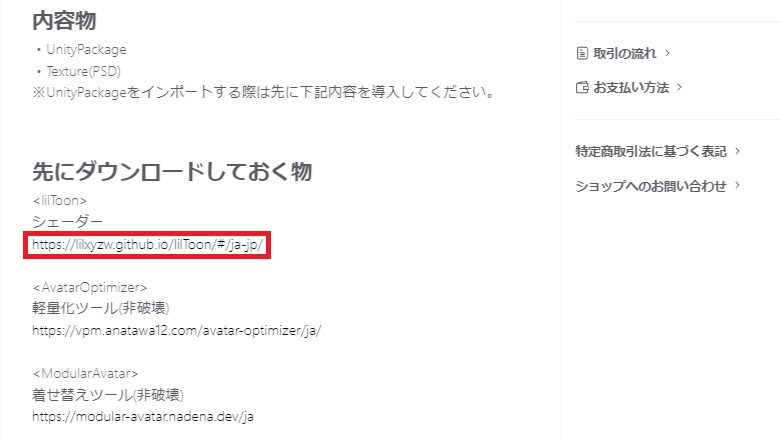 内容物
・UnityPackage
・Texture(PSD)
※UnityPackageをインポートする際は先に下記内容を導入してください。
先にダウンロードしておく物
<lilToon>
シェーダー
https://lilxyzw.github.io/lilToon/#/ja-jp/
<AvatarOptimizer>
軽量化ツール(非破壊)
https://vpm.anatawa12.com/avatar-optimizer/ja/
<ModularAvatar>
着せ替えツール(非破壊)
https://modular-avatar.nadena.dev/ja
取引の流れ
お支払い方法
特定商取引法に基づく表記
ショップへのお問い合わせ